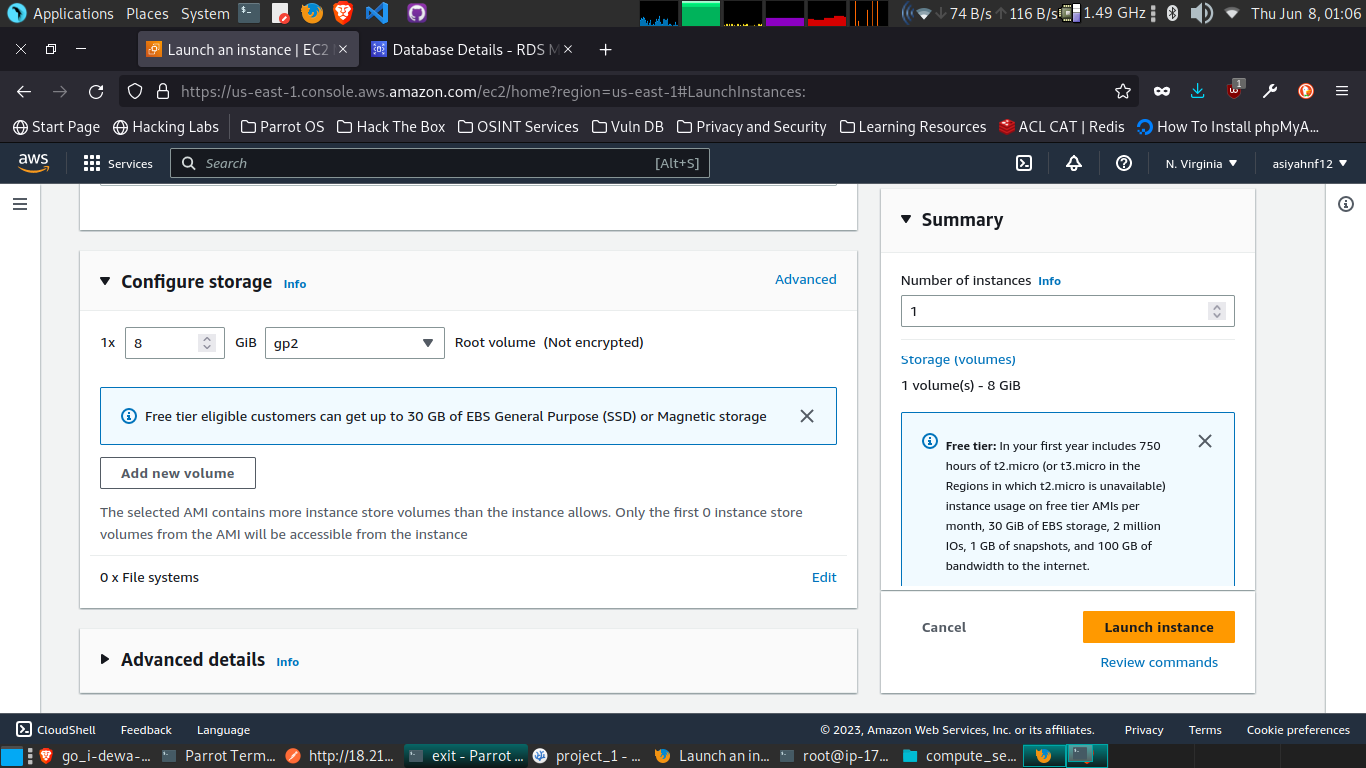 Applications Places System
74 B/s 116 B/s 1.49 GHz Thu Jun 8, 01:06
Launch an instance | EC2
Database Details - RDS M
https://us-east-1.console.aws.amazon.com/ec2/home?region=us-east-1#LaunchInstances:
1
Start Page Hacking Labs Parrot OS Hack The Box OSINT Services Vuln DB Privacy and Security Learning Resources ACL CAT | Redis How To Install phpMyA...
aws Services Search [Alt+S] N. Virginia asiyahnf12
Configure storage Info Advanced
1x 8 GiB gp2 Root volume (Not encrypted)
Free tier eligible customers can get up to 30 GB of EBS General Purpose (SSD) or Magnetic storage
Add new volume
The selected AMI contains more instance store volumes than the instance allows. Only the first 0 instance store
volumes from the AMI will be accessible from the instance
0 x File systems Edit
Advanced details Info
Summary
Number of instances Info
1
Storage (volumes)
1 volume(s) - 8 GiB
Free tier: In your first year includes 750
hours of t2.micro (or t3.micro in the
Regions in which t2.micro is unavailable)
instance usage on free tier AMIs per
month, 30 GiB of EBS storage, 2 million
IOs, 1 GB of snapshots, and 100 GB of
bandwidth to the internet.
Cancel Launch instance
Review commands
CloudShell Feedback Language © 2023, Amazon Web Services, Inc. or its affiliates. Privacy Terms Cookie preferences
go_i-dewa-... Parrot Term... http://18.21... exit - Parrot ... project_1 - ... Launch an in... root@ip-17... compute_se...